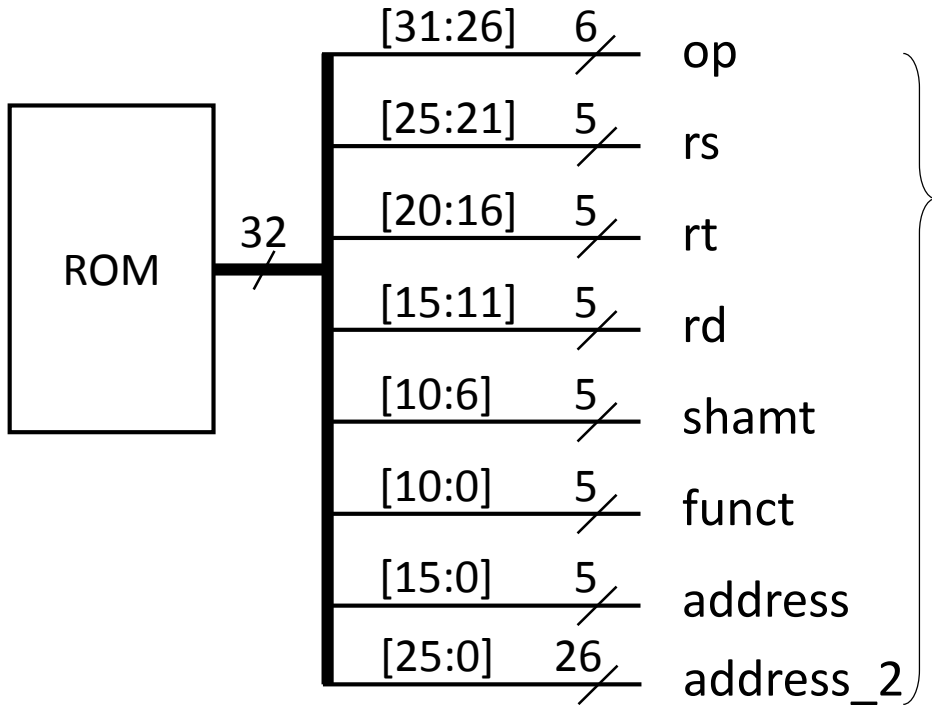 [31:26] 6 op
[25:21] 5 rs
[20:16] 5 rt
32
ROM
[15:11] 5 rd
[10:6] 5 shamt
[10:0] 5 funct
[15:0] 5 address
[25:0] 26 address_2